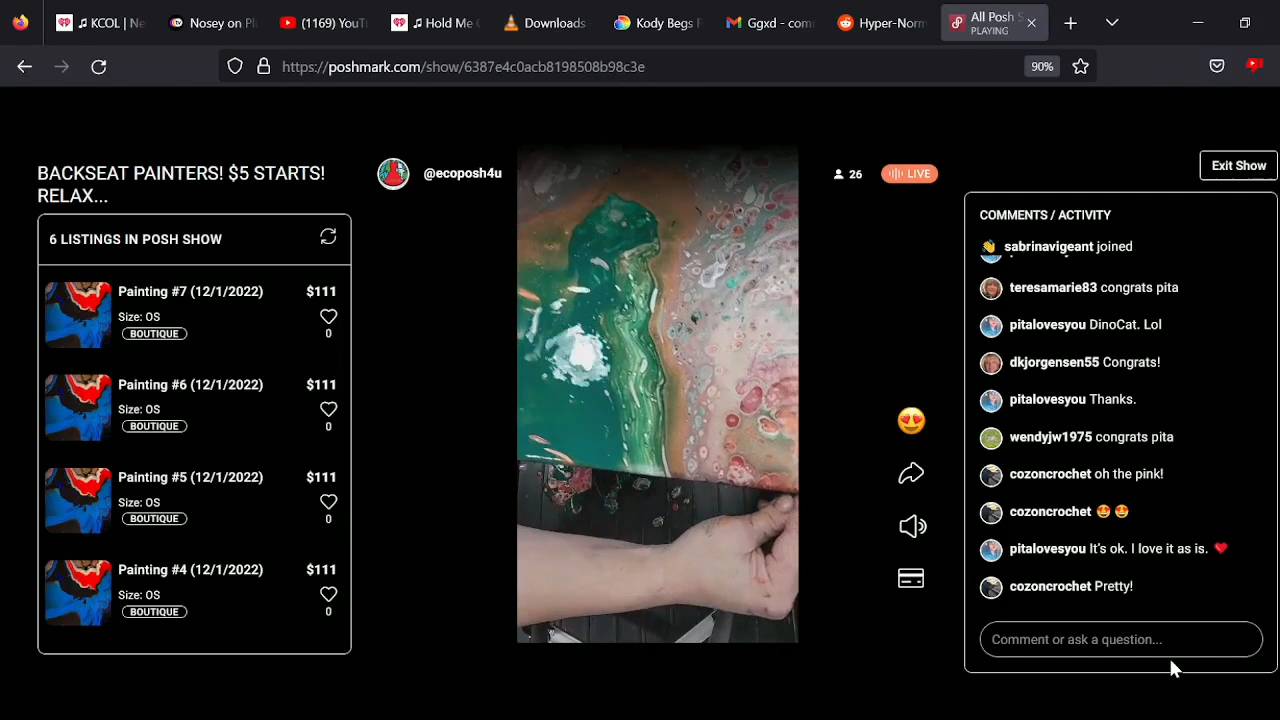 ♫ KCOL | Ne
Nosey on Pl
(1169) YouT
♫ Hold Me
Downloads
Kody Begs F
Ggxd - com
Hyper-Norm
All Posh S
PLAYING
https://poshmark.com/show/6387e4c0acb8198508b98c3e
90%
BACKSEAT PAINTERS! $5 STARTS!
RELAX...
@ecoposh4u
26
LIVE
Exit Show
6 LISTINGS IN POSH SHOW
Painting #7 (12/1/2022) $111
Size: OS
BOUTIQUE
0
Painting #6 (12/1/2022) $111
Size: OS
BOUTIQUE
0
Painting #5 (12/1/2022) $111
Size: OS
BOUTIQUE
0
Painting #4 (12/1/2022) $111
Size: OS
BOUTIQUE
0
COMMENTS / ACTIVITY
👋 sabrinavigeant joined
teresamarie83 congrats pita
pitalovesyou DinoCat. Lol
dkjorgensen55 Congrats!
pitalovesyou Thanks.
wendyjw1975 congrats pita
cozoncrochet oh the pink!
cozoncrochet 😍 😍
pitalovesyou It's ok. I love it as is. ❤️
cozoncrochet Pretty!
Comment or ask a question...